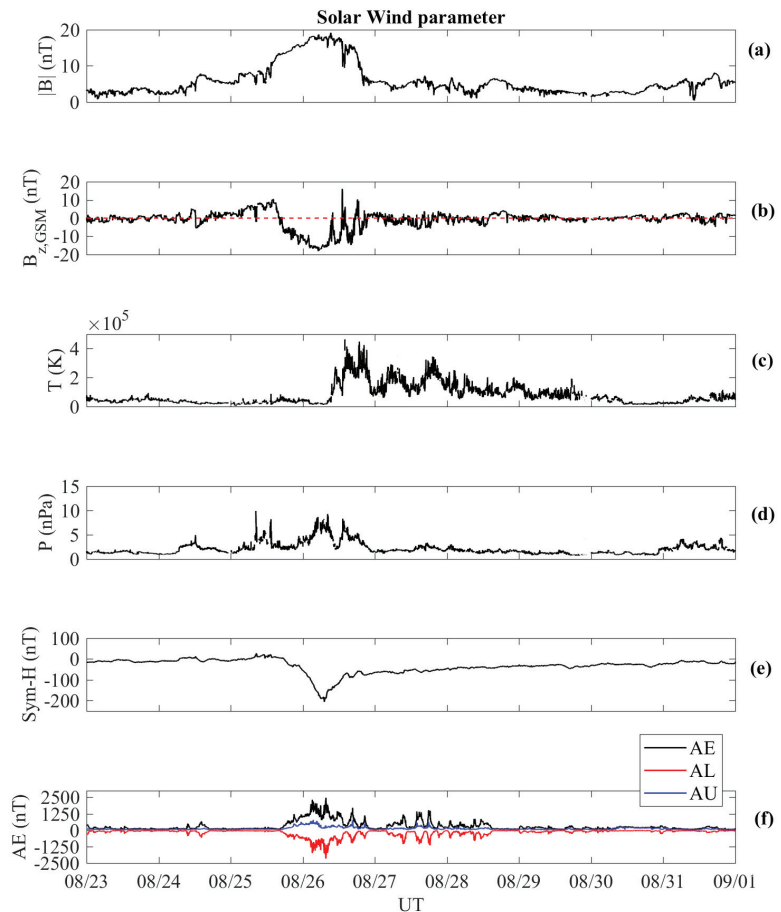 Solar Wind parameter
20
10
0
|B| (nT)
(a)
20
10
0
-10
-20
B_z,GSM (nT)
(b)
×10^5
4
2
0
T (K)
(c)
15
10
5
0
P (nPa)
(d)
100
0
-100
-200
Sym-H (nT)
(e)
AE
AL
AU
2500
1250
0
-1250
-2500
AE (nT)
(f)
08/23 08/24 08/25 08/26 08/27 08/28 08/29 08/30 08/31 09/01
UT